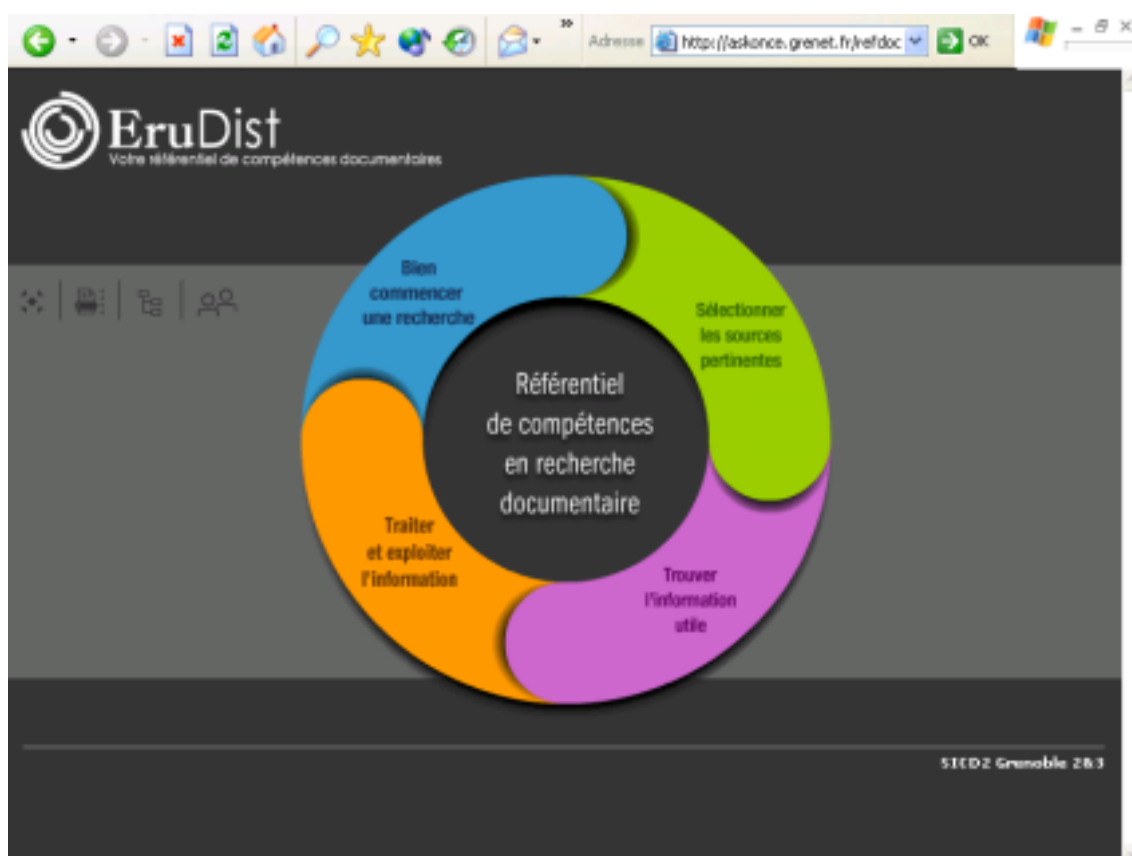 »
Adresse http://askonce.grenet.fr/refdoc OK
EruDist
Votre référentiel de compétences documentaires
Bien
commencer
une recherche
Sélectionner
les sources
pertinentes
Référentiel
de compétences
en recherche
documentaire
Traiter
et exploiter
l'information
Trouver
l'information
utile
SICD2 Grenoble 2&3